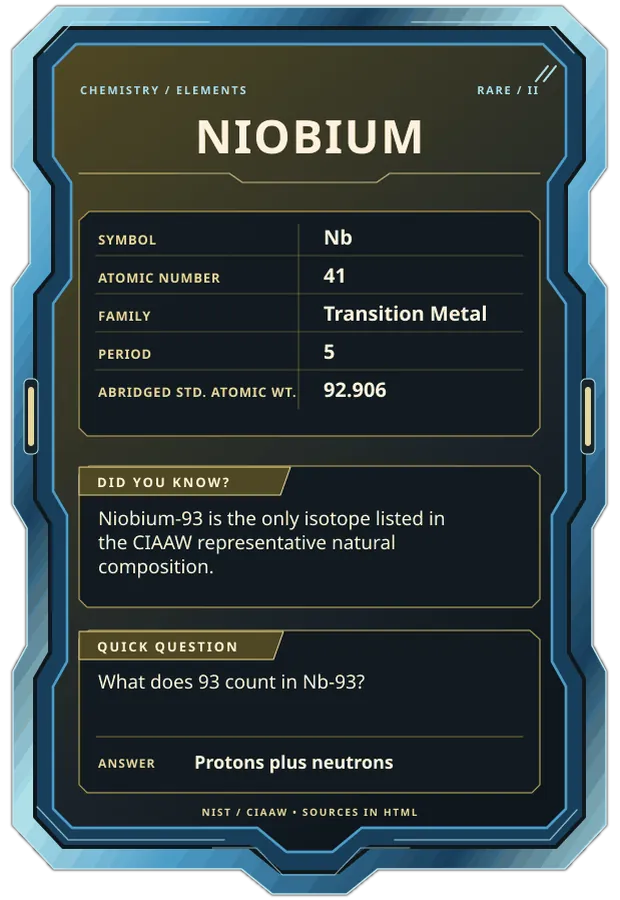 CHEMISTRY / ELEMENTS
RARE / II
NIOBIUM
SYMBOL Nb
ATOMIC NUMBER 41
FAMILY Transition Metal
PERIOD 5
ABRIDGED STD. ATOMIC WT. 92.906
DID YOU KNOW?
Niobium-93 is the only isotope listed in
the CIAAW representative natural
composition.
QUICK QUESTION
What does 93 count in Nb-93?
ANSWER Protons plus neutrons
NIST / CIAAW • SOURCES IN HTML